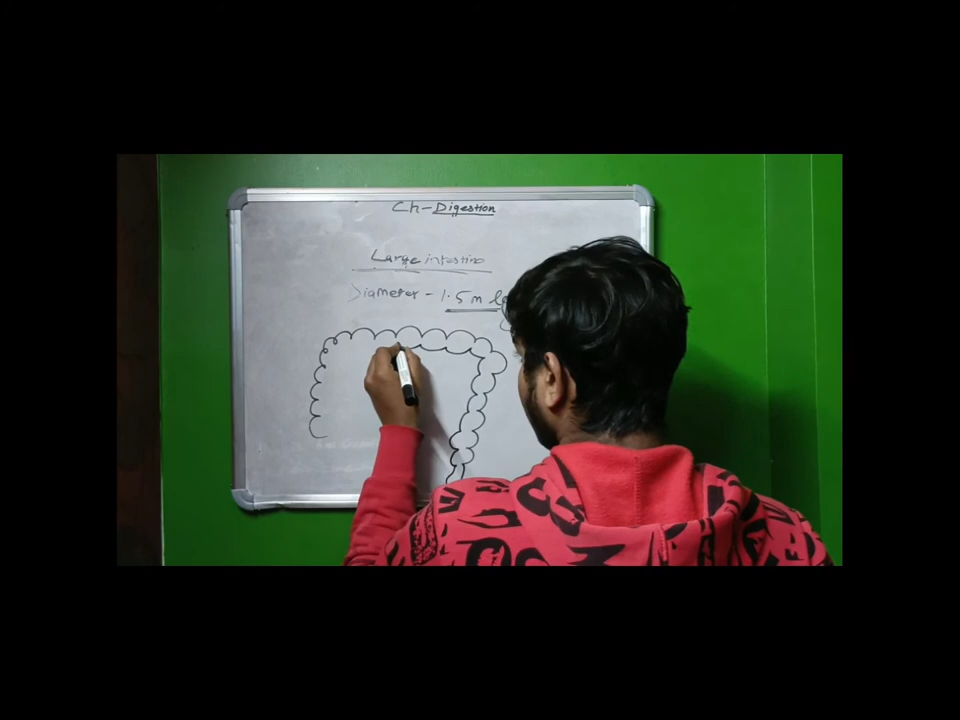 Ch-Digestion
Large intestine
Diameter - 1.5 m